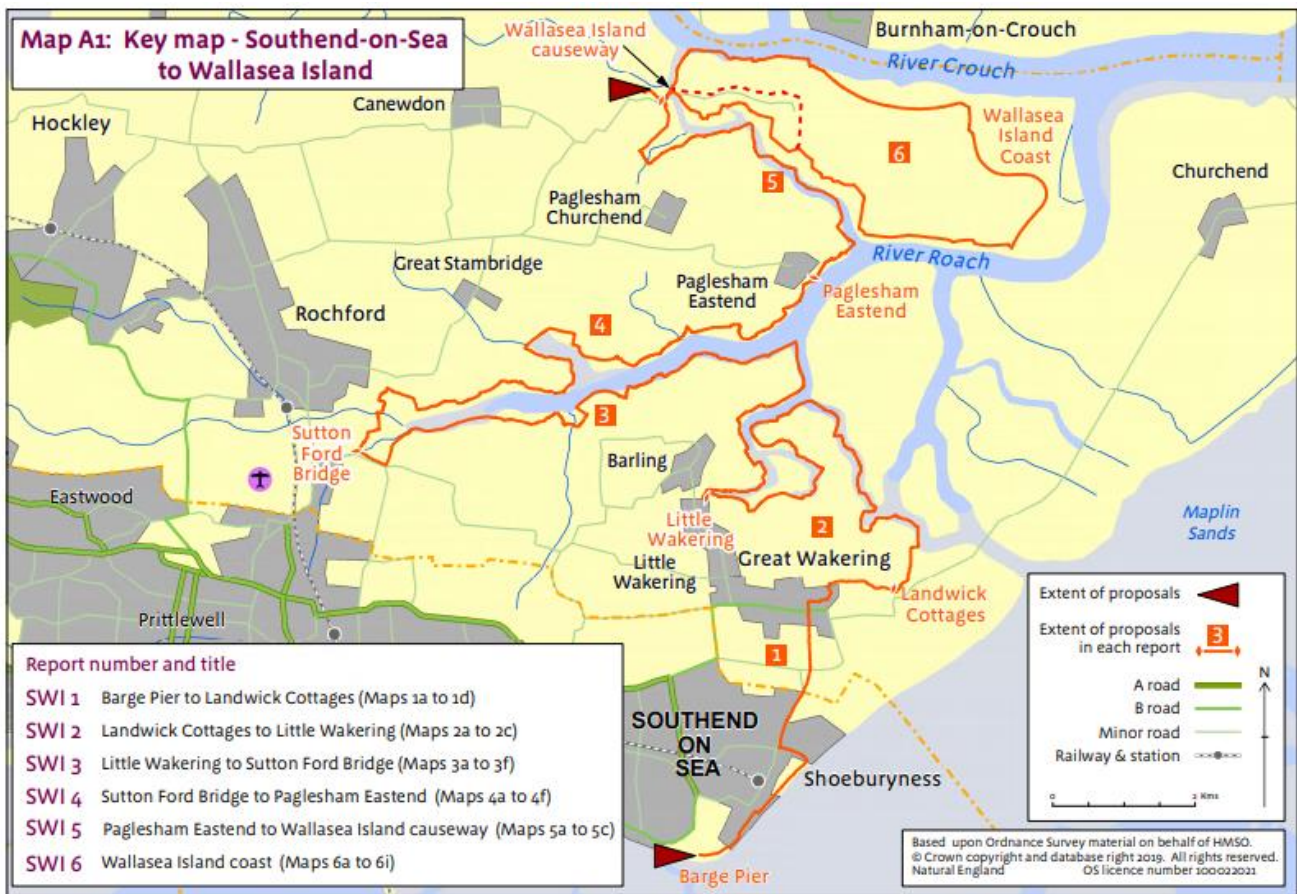 Map A1: Key map - Southend-on-Sea
to Wallasea Island
Wallasea Island
causeway
Burnham-on-Crouch
River Crouch
Canewdon
Hockley
Wallasea
Island
Coast
6
Churchend
5
Paglesham
Churchend
River Roach
Great Stambridge
Paglesham
Eastend
Paglesham
Eastend
Rochford
4
3
Sutton
Ford
Bridge
Barling
Eastwood
Little
Wakering
2
Maplin
Sands
Little
Wakering
Great Wakering
Landwick
Cottages
Prittlewell
1
SOUTHEND
ON
SEA
Shoeburyness
Barge Pier
Report number and title
SWI 1 Barge Pier to Landwick Cottages (Maps 1a to 1d)
SWI 2 Landwick Cottages to Little Wakering (Maps 2a to 2c)
SWI 3 Little Wakering to Sutton Ford Bridge (Maps 3a to 3f)
SWI 4 Sutton Ford Bridge to Paglesham Eastend (Maps 4a to 4f)
SWI 5 Paglesham Eastend to Wallasea Island causeway (Maps 5a to 5c)
SWI 6 Wallasea Island coast (Maps 6a to 6i)
Extent of proposals
Extent of proposals
in each report
3
N
A road
B road
Minor road
Railway & station
0 2 Kms
Based upon Ordnance Survey material on behalf of HMSO.
© Crown copyright and database right 2019. All rights reserved.
Natural England OS licence number 100022021